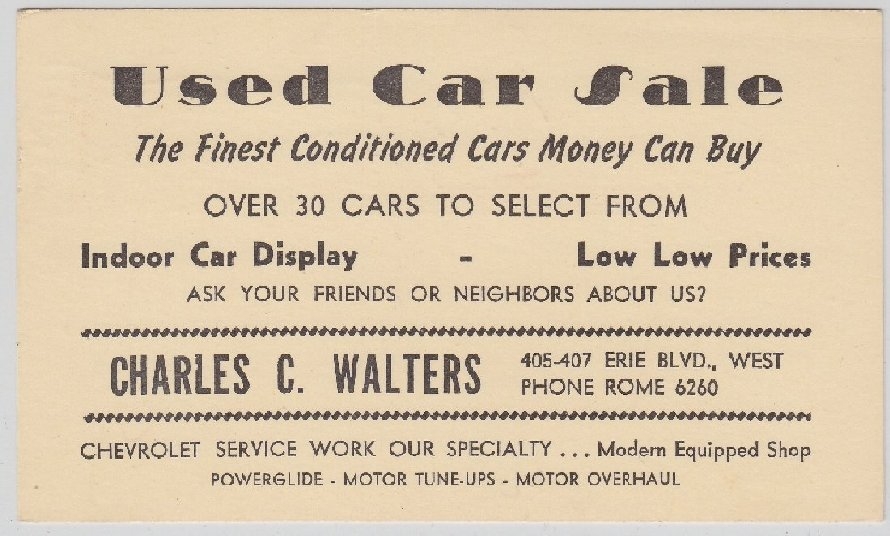 Used Car Sale
The Finest Conditioned Cars Money Can Buy
OVER 30 CARS TO SELECT FROM
Indoor Car Display - Low Low Prices
ASK YOUR FRIENDS OR NEIGHBORS ABOUT US?
CHARLES C. WALTERS
405-407 ERIE BLVD., WEST
PHONE ROME 6260
CHEVROLET SERVICE WORK OUR SPECIALTY ... Modern Equipped Shop
POWERGLIDE - MOTOR TUNE-UPS - MOTOR OVERHAUL